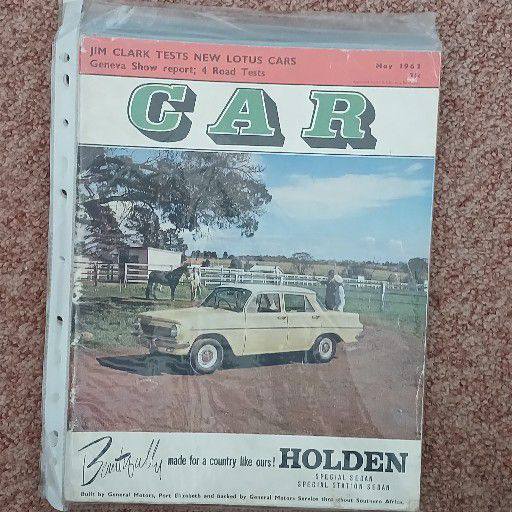 JIM CLARK TESTS NEW LOTUS CARS
Geneva Show report; 4 Road Tests
May 1963
CAR
Beautifully made for a country like ours! HOLDEN
SPECIAL SEDAN
SPECIAL STATION SEDAN
Built by General Motors, Port Elizabeth and backed by General Motors Service throughout Southern Africa.